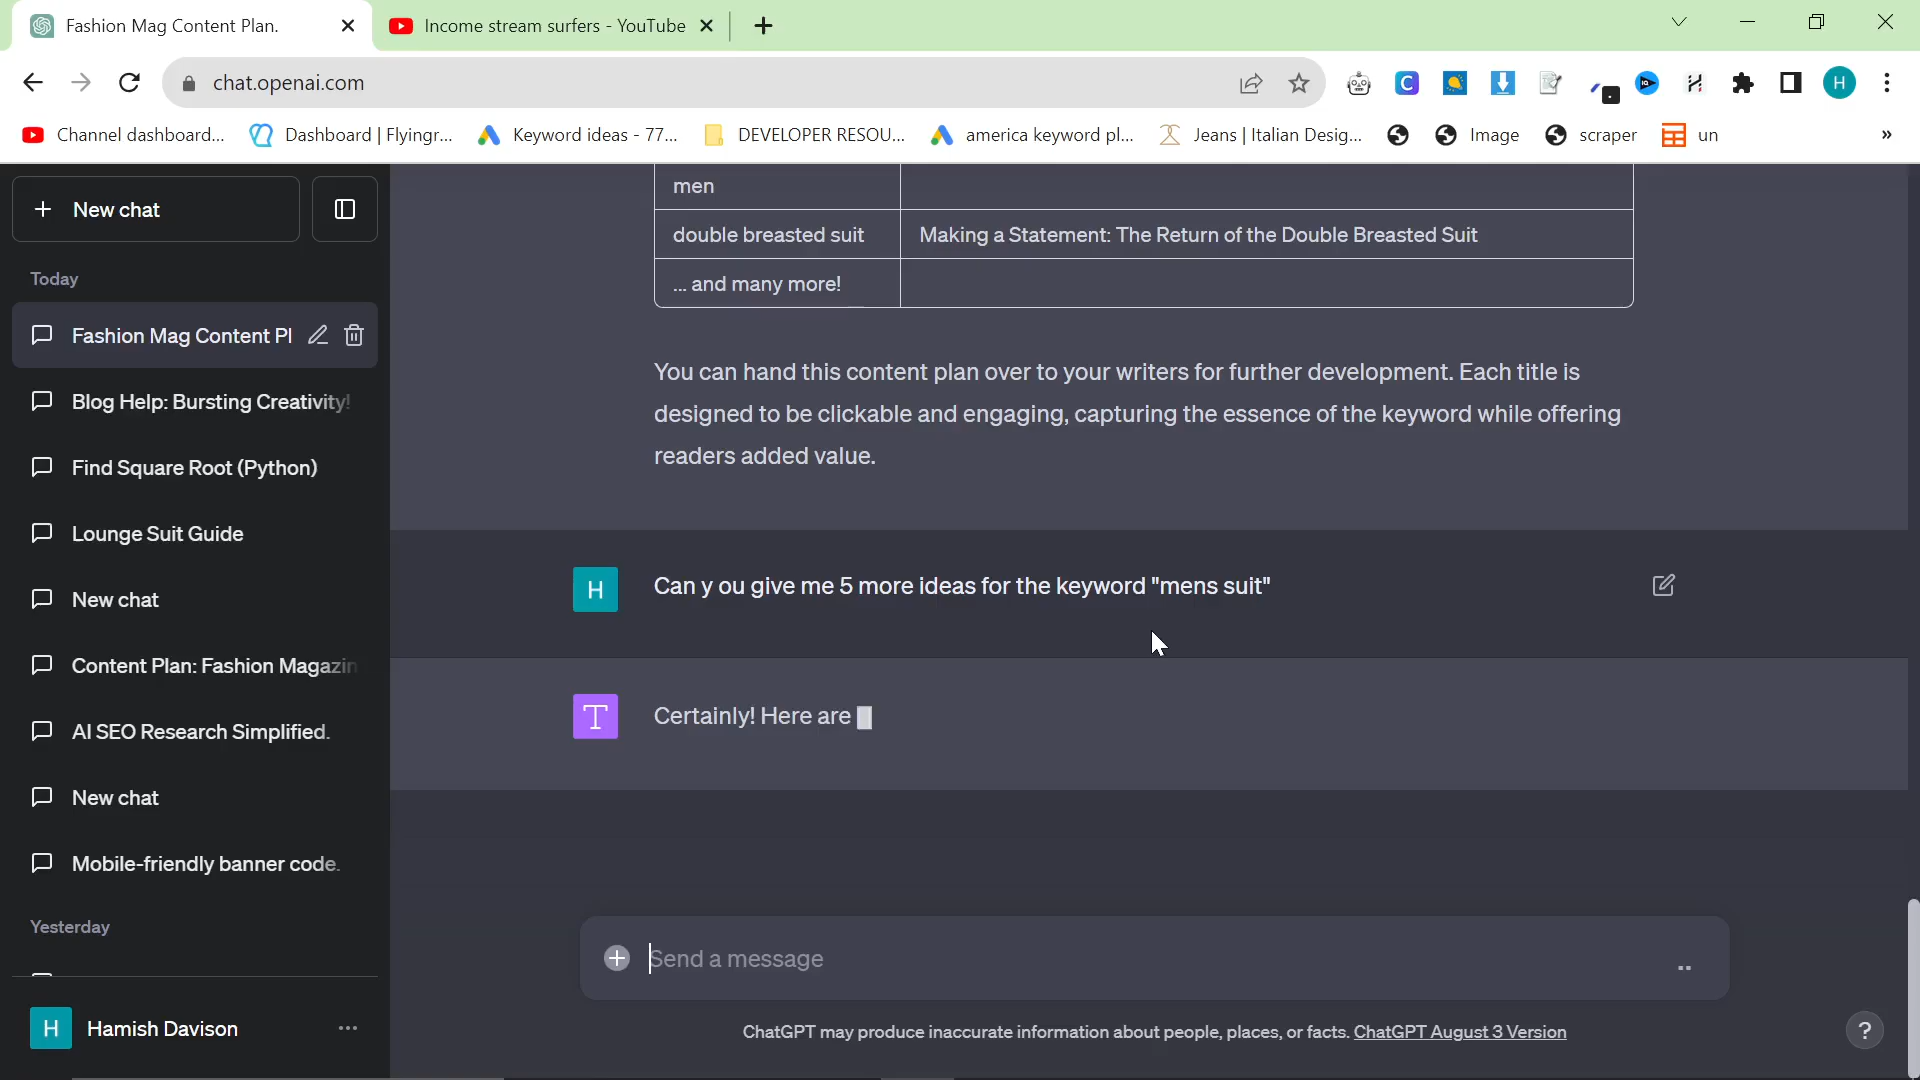 Fashion Mag Content Plan.
Income stream surfers - YouTube
chat.openai.com
H
Channel dashboard...
Dashboard | Flyingr...
Keyword ideas - 77...
DEVELOPER RESOU...
america keyword pl...
Jeans | Italian Desig...
Image
scraper
un
»
New chat
Today
Fashion Mag Content Pl
Blog Help: Bursting Creativity!
Find Square Root (Python)
Lounge Suit Guide
New chat
Content Plan: Fashion Magazin
AI SEO Research Simplified.
New chat
Mobile-friendly banner code.
Yesterday
H
Hamish Davison
men
double breasted suit
Making a Statement: The Return of the Double Breasted Suit
... and many more!
You can hand this content plan over to your writers for further development. Each title is
designed to be clickable and engaging, capturing the essence of the keyword while offering
readers added value.
H
Can y ou give me 5 more ideas for the keyword "mens suit"
T
Certainly! Here are
Send a message
ChatGPT may produce inaccurate information about people, places, or facts. ChatGPT August 3 Version
?